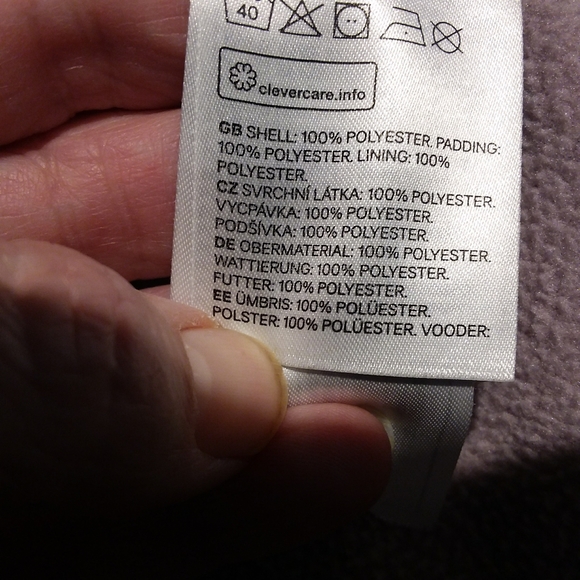 40
clevercare.info
GB SHELL: 100% POLYESTER. PADDING:
100% POLYESTER. LINING: 100%
POLYESTER.
CZ SVRCHNÍ LÁTKA: 100% POLYESTER.
VYCPÁVKA: 100% POLYESTER.
PODŠÍVKA: 100% POLYESTER.
DE OBERMATERIAL: 100% POLYESTER.
WATTIERUNG: 100% POLYESTER.
FUTTER: 100% POLYESTER.
EE ÜMBRIS: 100% POLÜESTER.
POLSTER: 100% POLÜESTER. VOODER: